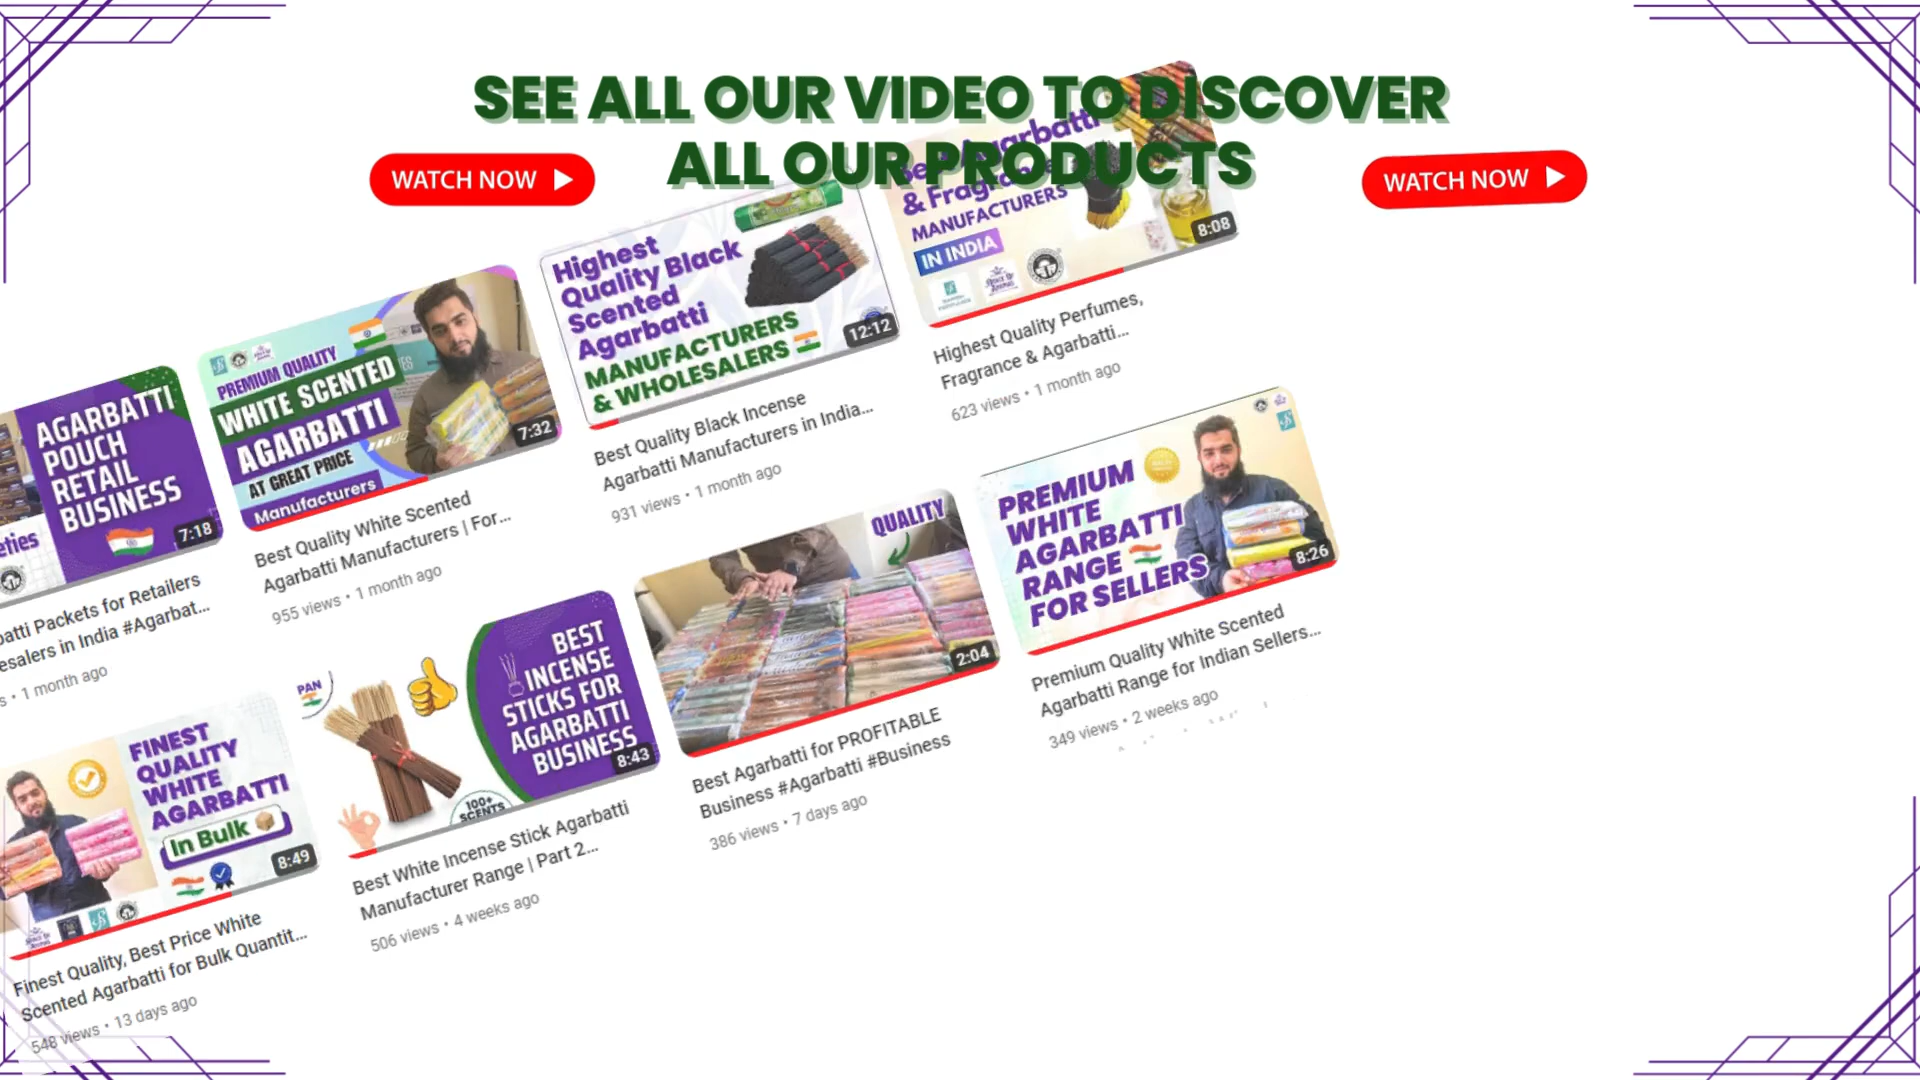 SEE ALL OUR VIDEO TO DISCOVER
ALL OUR PRODUCTS
WATCH NOW
WATCH NOW
Best Agarbatti
& Fragrance
MANUFACTURERS
IN INDIA
8:08
Highest Quality Perfumes,
Fragrance & Agarbatti...
623 views • 1 month ago
Highest
Quality Black
Scented
Agarbatti
MANUFACTURERS
& WHOLESALERS
12:12
Best Quality Black Incense
Agarbatti Manufacturers in India...
931 views • 1 month ago
PREMIUM QUALITY
WHITE SCENTED
AGARBATTI
AT GREAT PRICE
Manufacturers
7:32
Best Quality White Scented
Agarbatti Manufacturers | For...
955 views • 1 month ago
AGARBATTI
POUCH
RETAIL
BUSINESS
eties
7:18
batti Packets for Retailers
esalers in India #Agarbat...
s • 1 month ago
PREMIUM
WHITE
AGARBATTI
RANGE
FOR SELLERS
8:26
Premium Quality White Scented
Agarbatti Range for Indian Sellers...
349 views • 2 weeks ago
QUALITY
2:04
Best Agarbatti for PROFITABLE
Business #Agarbatti #Business
386 views • 7 days ago
PAN
BEST
INCENSE
STICKS FOR
AGARBATTI
BUSINESS
100+
SCENTS
8:43
Best White Incense Stick Agarbatti
Manufacturer Range | Part 2...
506 views • 4 weeks ago
FINEST
QUALITY
WHITE
AGARBATTI
In Bulk
8:49
Finest Quality, Best Price White
Scented Agarbatti for Bulk Quantit...
548 views • 13 days ago